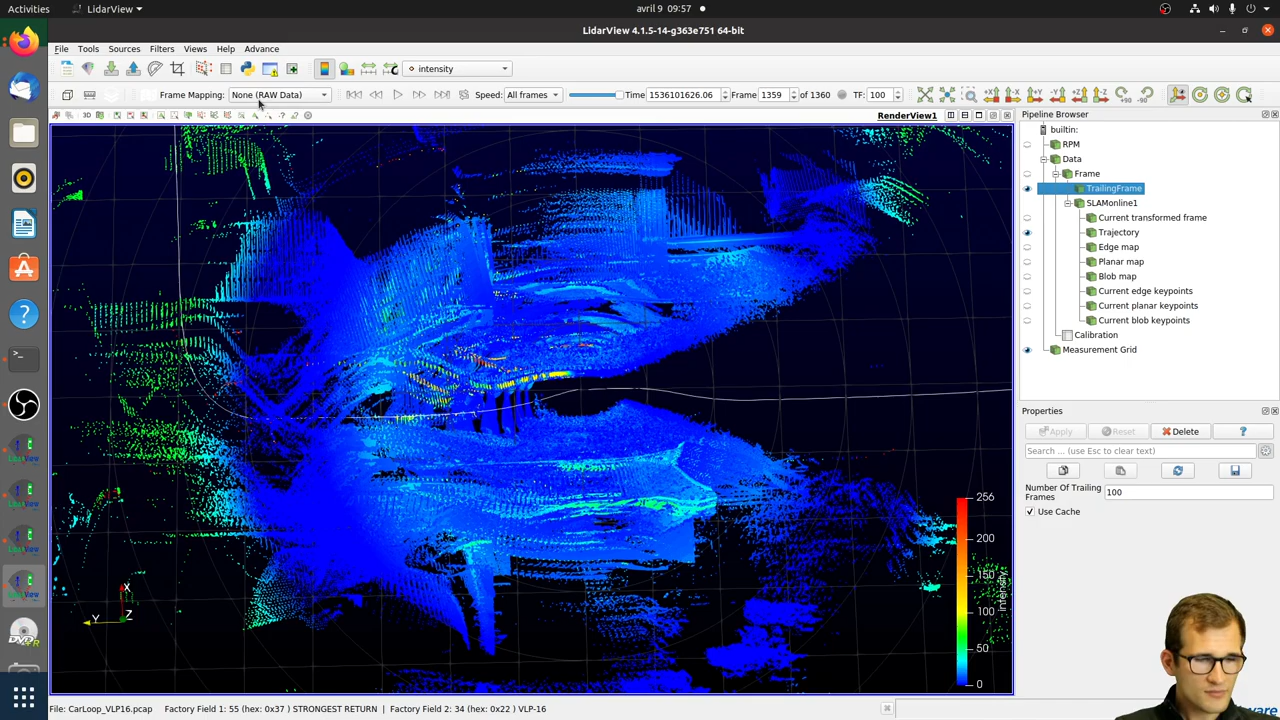 Activities
LidarView
avril 9 09:57
LidarView 4.1.5-14-g363e751 64-bit
File Tools Sources Filters Views Help Advance
intensity
Frame Mapping: None (RAW Data)
Speed: All frames
Time 1536101626.06
Frame 1359 of 1360
TF: 100
3D
RenderView1
Pipeline Browser
builtin:
RPM
Data
Frame
TrailingFrame
SLAMonline1
Current transformed frame
Trajectory
Edge map
Planar map
Blob map
Current edge keypoints
Current planar keypoints
Current blob keypoints
Calibration
Measurement Grid
Properties
Apply
Reset
Delete
?
Search ... (use Esc to clear text)
Number Of Trailing Frames
100
Use Cache
256
200
150
100
50
0
intensity
X
Y
Z
File: CarLoop_VLP16.pcap Factory Field 1: 55 (hex: 0x37 ) STRONGEST RETURN | Factory Field 2: 34 (hex: 0x22 ) VLP-16